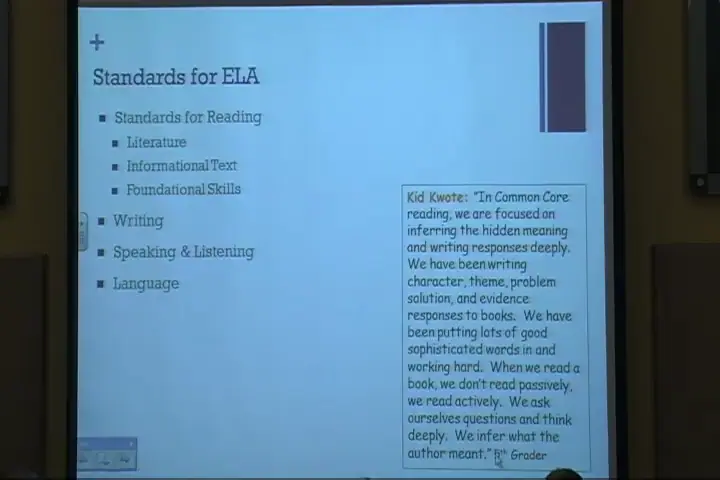 +
Standards for ELA
Standards for Reading
Literature
Informational Text
Foundational Skills
Writing
Speaking & Listening
Language
Kid Kwote: "In Common Core
reading, we are focused on
inferring the hidden meaning
and writing responses deeply.
We have been writing
character, theme, problem
solution, and evidence
responses to books. We have
been putting lots of good
sophisticated words in and
working hard. When we read a
book, we don't read passively,
we read actively. We ask
ourselves questions and think
deeply. We infer what the
author meant." Grader